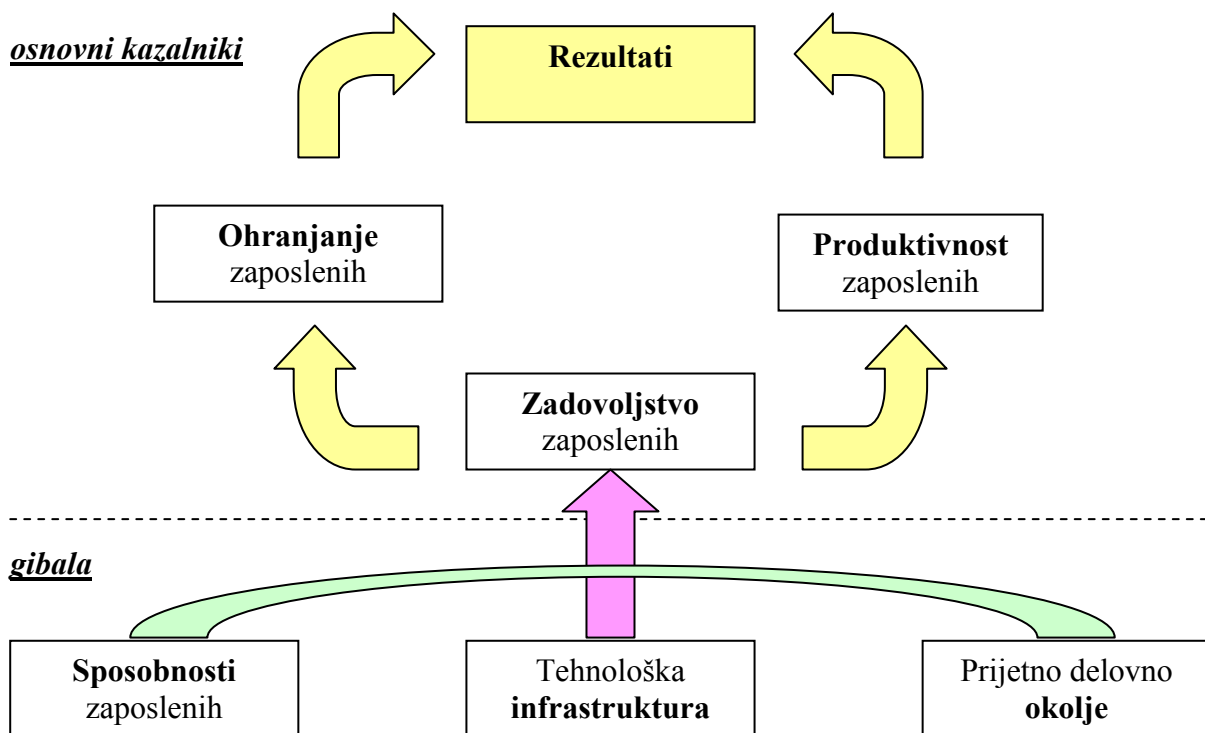 osnovni kazalniki
Rezultati
Ohranjanje
zaposlenih
Produktivnost
zaposlenih
Zadovoljstvo
zaposlenih
gibala
Sposobnosti
zaposlenih
Tehnološka
infrastruktura
Prijetno delovno
okolje